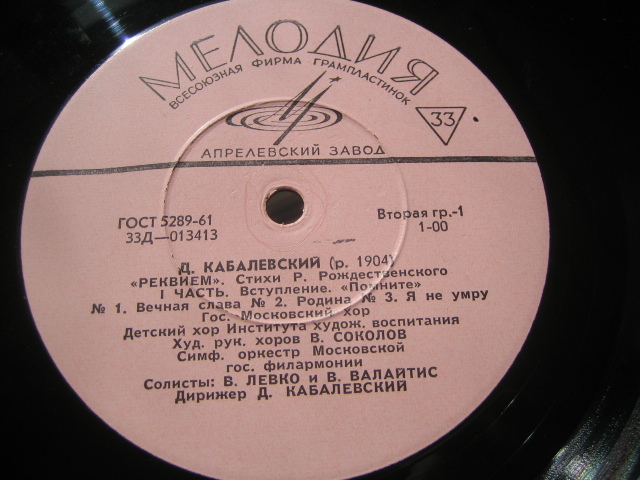 МЕЛОДИЯ
ВСЕСОЮЗНАЯ ФИРМА ГРАМПЛАСТИНОК
33
АПРЕЛЕВСКИЙ ЗАВОД
ГОСТ 5289-61
33Д—013413
Вторая гр.-1
1-00
Д. КАБАЛЕВСКИЙ (р. 1904)
«РЕКВИЕМ». Стихи Р. Рождественского
I ЧАСТЬ. Вступление. «Помните»
№ 1. Вечная слава № 2. Родина № 3. Я не умру
Гос. Московский хор
Детский хор Института худож. воспитания
Худ. рук. хоров В. СОКОЛОВ
Симф. оркестр Московской
гос. филармонии
Солисты: В. ЛЕВКО и В. ВАЛАЙТИС
Дирижер Д. КАБАЛЕВСКИЙ